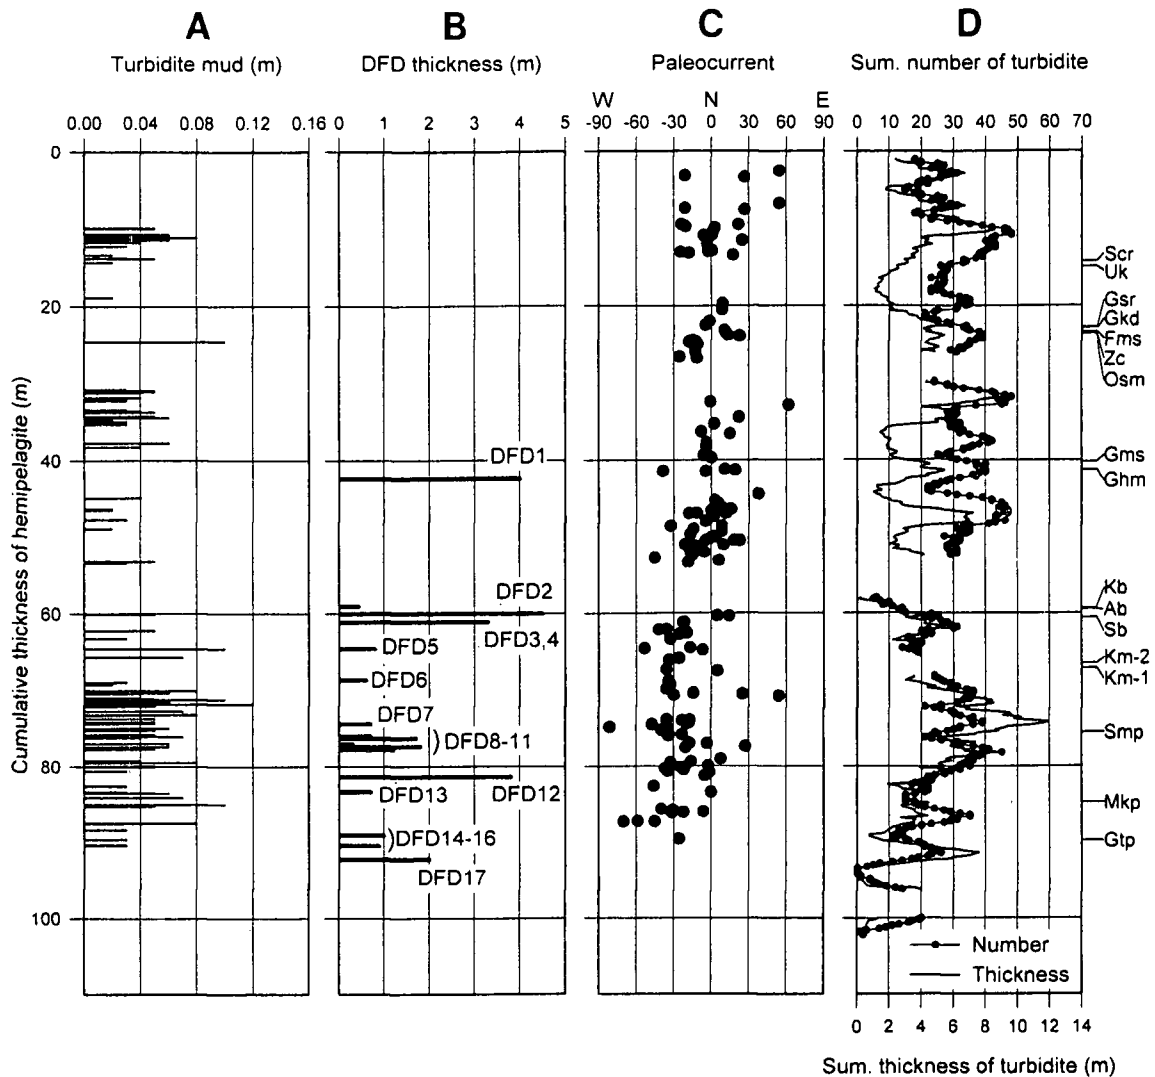 A B C D
Turbidite mud (m) DFD thickness (m) Paleocurrent Sum. number of turbidite
W N E
0.00 0.04 0.08 0.12 0.16 0 1 2 3 4 5 -90 -60 -30 0 30 60 90 0 10 20 30 40 50 60 70
0
Scr
Uk
20
Gsr
Gkd
Fms
Zc
Osm
Cumulative thickness of hemipelagite (m)
40
DFD1
Gms
Ghm
60
DFD2
DFD3,4
DFD5
DFD6
DFD7
)DFD8-11
Kb
Ab
Sb
Km-2
Km-1
Smp
80
DFD12
DFD13
)DFD14-16
DFD17
Mkp
Gtp
100
Number
Thickness
0 2 4 6 8 10 12 14
Sum. thickness of turbidite (m)